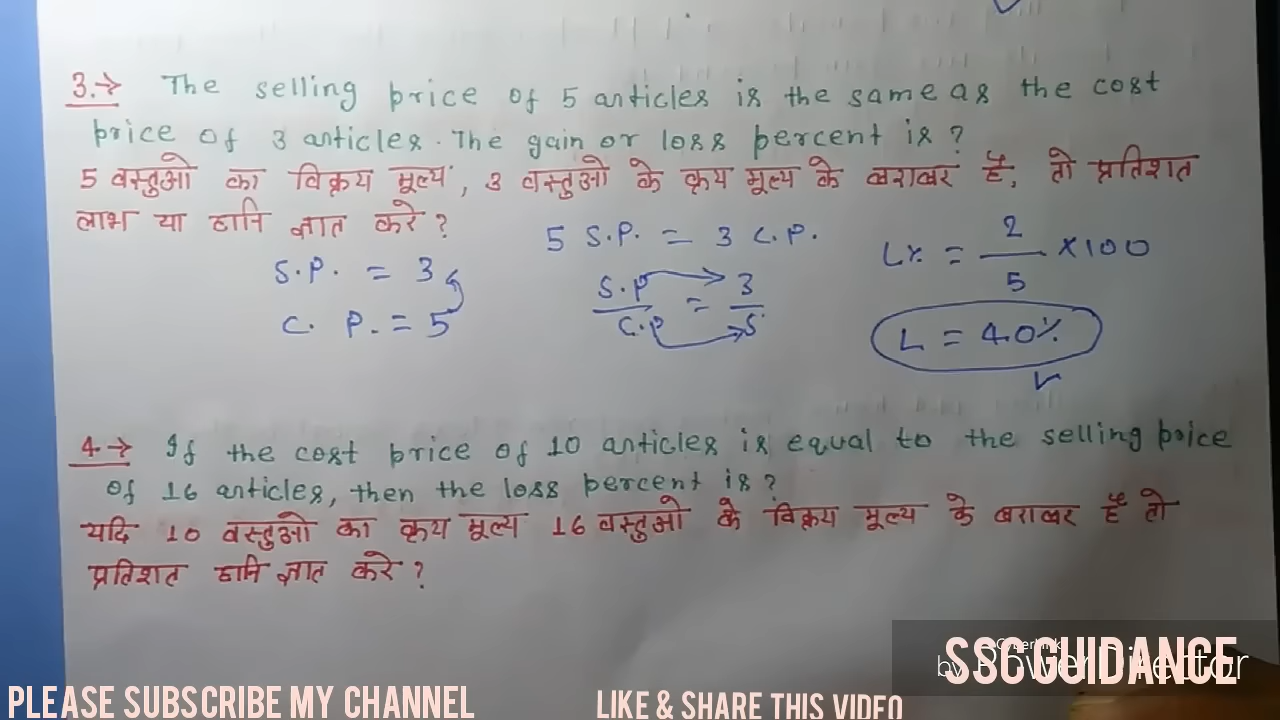 3.→ The selling price of 5 articles is the same as the cost
price of 3 articles. The gain or loss percent is?
5 वस्तुओ का विक्रय मूल्य, 3 वस्तुओ के क्रय मूल्य के बराबर है, तो प्रतिशत
लाभ या हानि ज्ञात करे?
5 S.P. = 3 C.P.
S.P. = 3
C. P. = 5
S.P / C.P = 3 / 5
L% = 2 / 5 ×100
L = 40%
4.→ If the cost price of 10 articles is equal to the selling price
of 16 articles, then the loss percent is?
यदि 10 वस्तुओ का क्रय मूल्य 16 वस्तुओ के विक्रय मूल्य के बराबर है तो
प्रतिशत हानि ज्ञात करे?
SSC GUIDANCE
by PowerDirector
PLEASE SUBSCRIBE MY CHANNEL
LIKE & SHARE THIS VIDEO